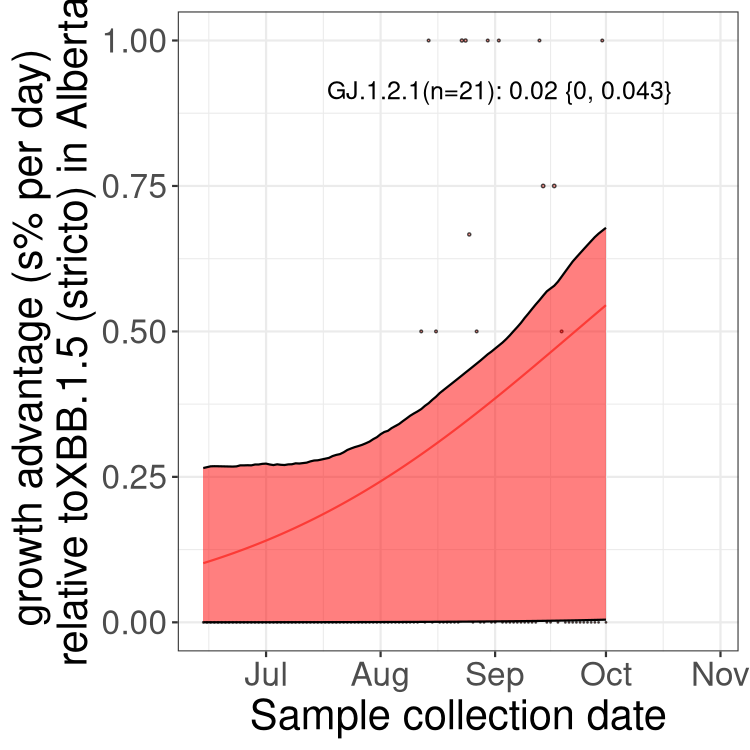 growth advantage (s% per day)
relative toXBB.1.5 (stricto) in Alberta
1.00
0.75
0.50
0.25
0.00
GJ.1.2.1(n=21): 0.02 {0, 0.043}
Jul Aug Sep Oct Nov
Sample collection date